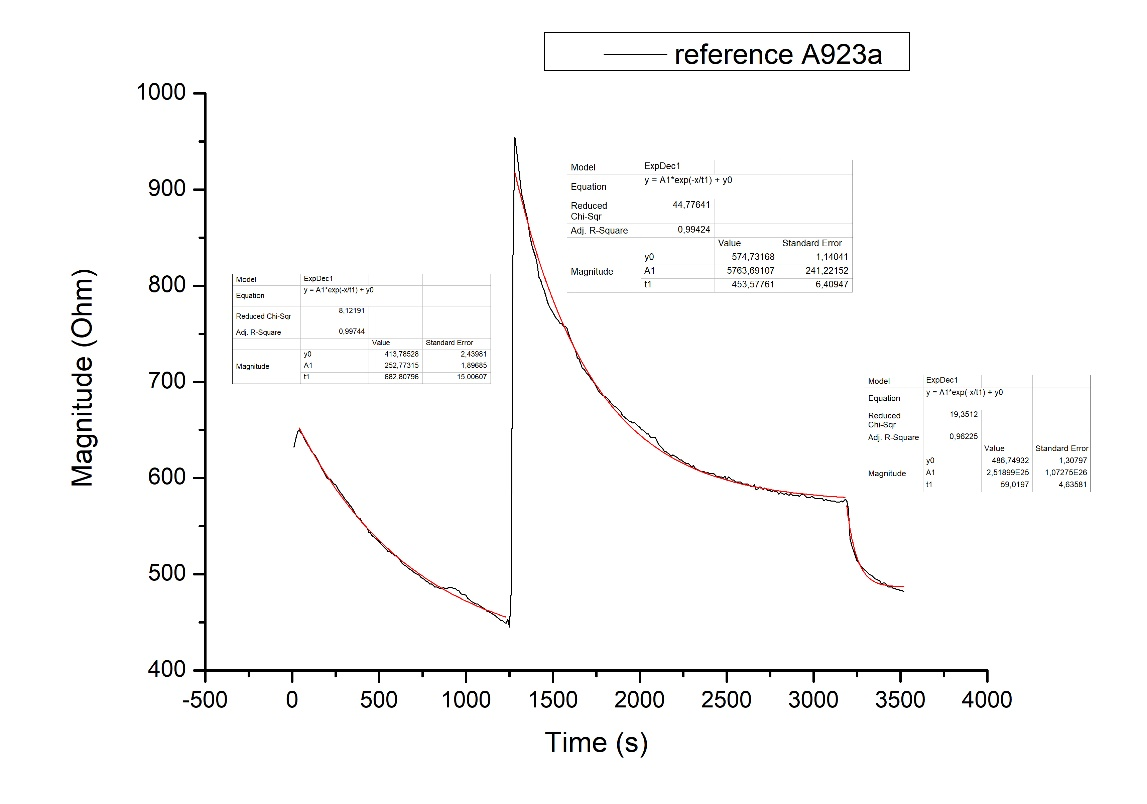 reference A923a
1000
900
800
700
600
500
400
-500 0 500 1000 1500 2000 2500 3000 3500 4000
Magnitude (Ohm)
Time (s)
Model ExpDec1
Equation y = A1*exp(-x/t1) + y0
Reduced Chi-Sqr 8,12191
Adj. R-Square 0,99744
Value Standard Error
y0 413,78528 2,43981
Magnitude A1 252,77315 1,89685
t1 682,80796 15,00607
Model ExpDec1
Equation y = A1*exp(-x/t1) + y0
Reduced
Chi-Sqr 44,77641
Adj. R-Square 0,99424
Value Standard Error
y0 574,73168 1,14041
Magnitude A1 5763,69107 241,22152
t1 453,57761 6,40947
Model ExpDec1
Equation y = A1*exp(-x/t1) + y0
Reduced
Chi-Sqr 19,3512
Adj. R-Square 0,96225
Value Standard Error
y0 486,74932 1,30797
Magnitude A1 2,51899E25 1,07275E26
t1 59,0197 4,63581